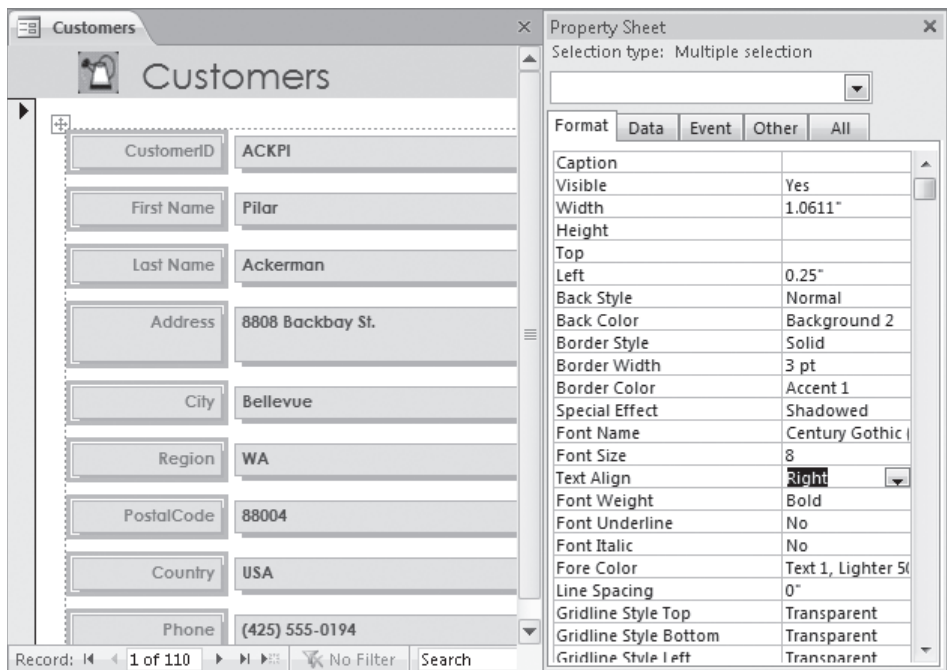 Customers
Customers
CustomerID ACKPI
First Name Pilar
Last Name Ackerman
Address 8808 Backbay St.
City Bellevue
Region WA
PostalCode 88004
Country USA
Phone (425) 555-0194
Record: 1 of 110 No Filter Search
Property Sheet
Selection type: Multiple selection
Format Data Event Other All
Caption
Visible Yes
Width 1.0611"
Height
Top
Left 0.25"
Back Style Normal
Back Color Background 2
Border Style Solid
Border Width 3 pt
Border Color Accent 1
Special Effect Shadowed
Font Name Century Gothic (
Font Size 8
Text Align Right
Font Weight Bold
Font Underline No
Font Italic No
Fore Color Text 1, Lighter 50
Line Spacing 0"
Gridline Style Top Transparent
Gridline Style Bottom Transparent
Gridline Style Left Transparent